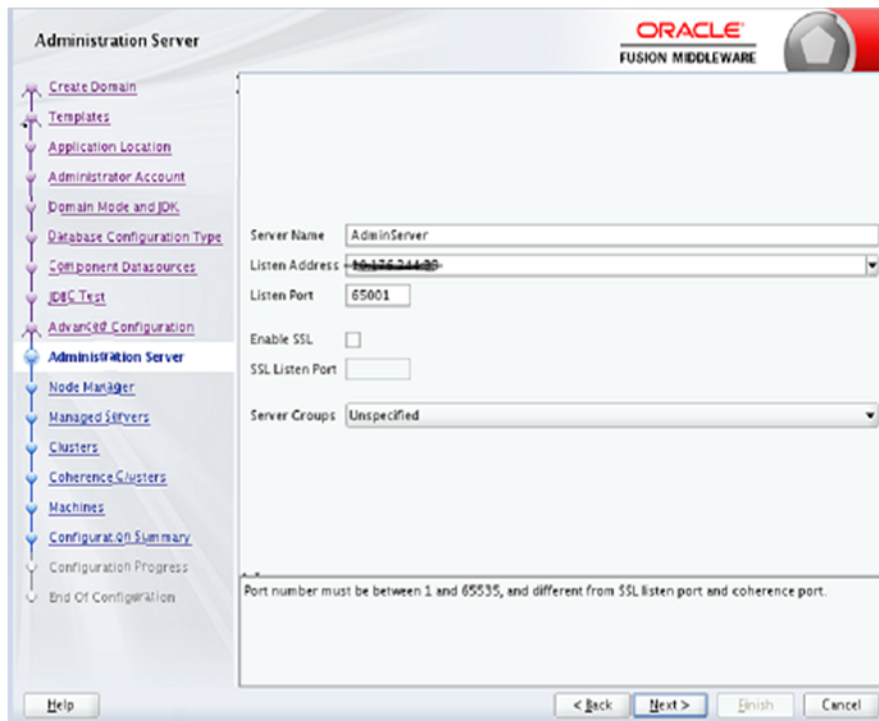 Administration Server
ORACLE
FUSION MIDDLEWARE
Create Domain
Templates
Application Location
Administrator Account
Domain Mode and JDK
Database Configuration Type
Component Datasources
JDBC Test
Advanced Configuration
Administration Server
Node Manager
Managed Servers
Clusters
Coherence Clusters
Machines
Configuration Summary
Configuration Progress
End Of Configuration
Server Name AdminServer
Listen Address
Listen Port 65001
Enable SSL
SSL Listen Port
Server Groups Unspecified
Port number must be between 1 and 65535, and different from SSL listen port and coherence port.
Help
< Back Next > Finish Cancel